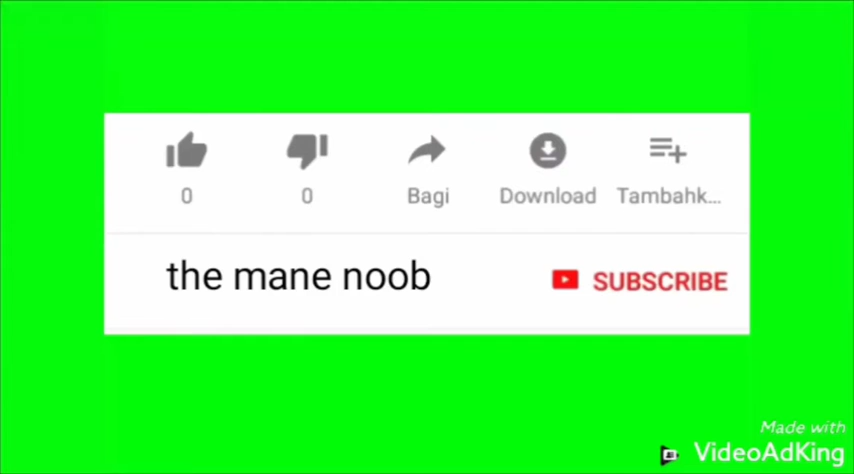 0 0 Bagi Download Tambahk...
the mane noob SUBSCRIBE
Made with
VideoAdKing